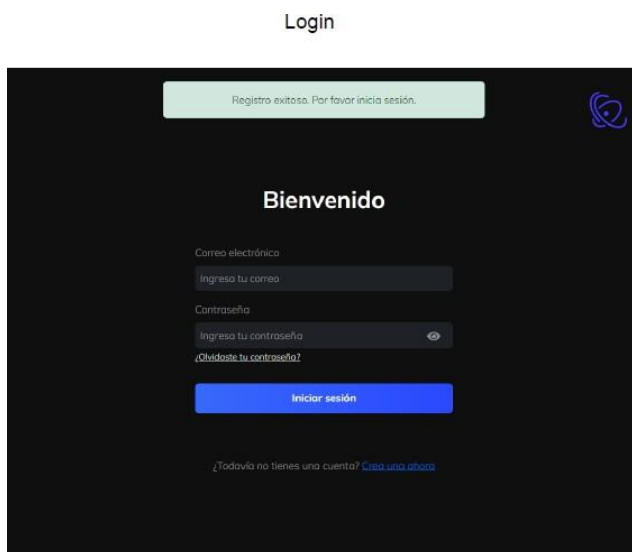 Login
Registro exitoso. Por favor inicia sesión.
Bienvenido
Correo electrónico
Ingresa tu correo
Contraseña
Ingresa tu contraseña
¿Olvidaste tu contraseña?
Iniciar sesión
¿Todavía no tienes una cuenta? Crea una ahora